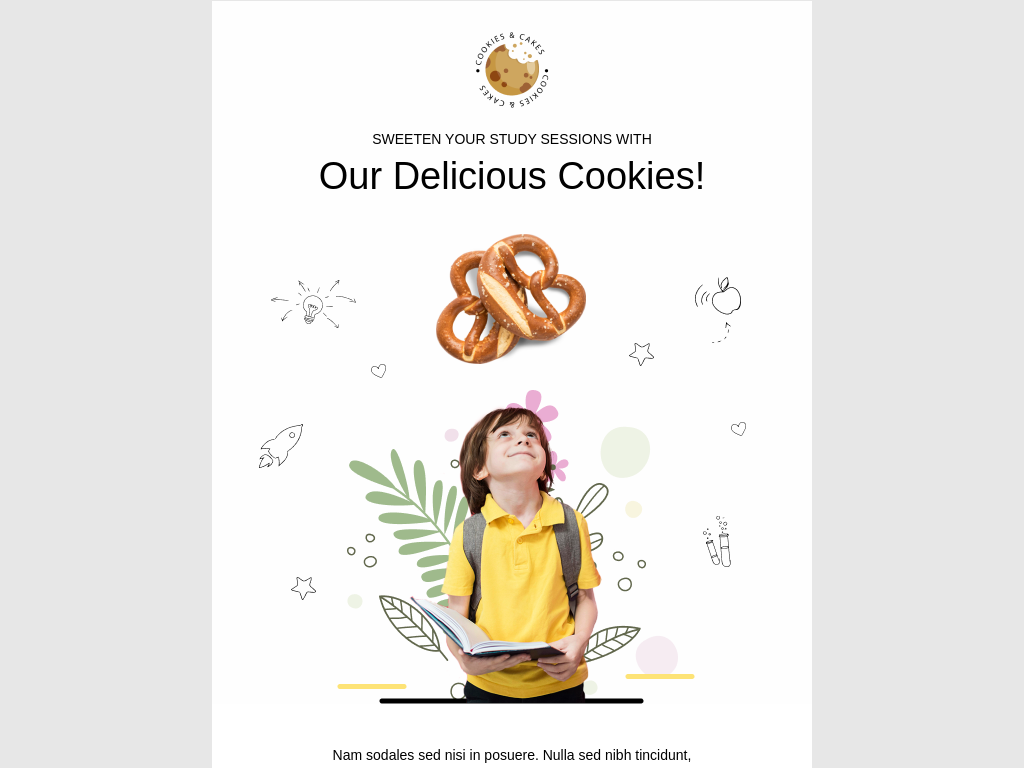 COOKIES & CAKES
COOKIES & CAKES
SWEETEN YOUR STUDY SESSIONS WITH
Our Delicious Cookies!
Nam sodales sed nisi in posuere. Nulla sed nibh tincidunt,